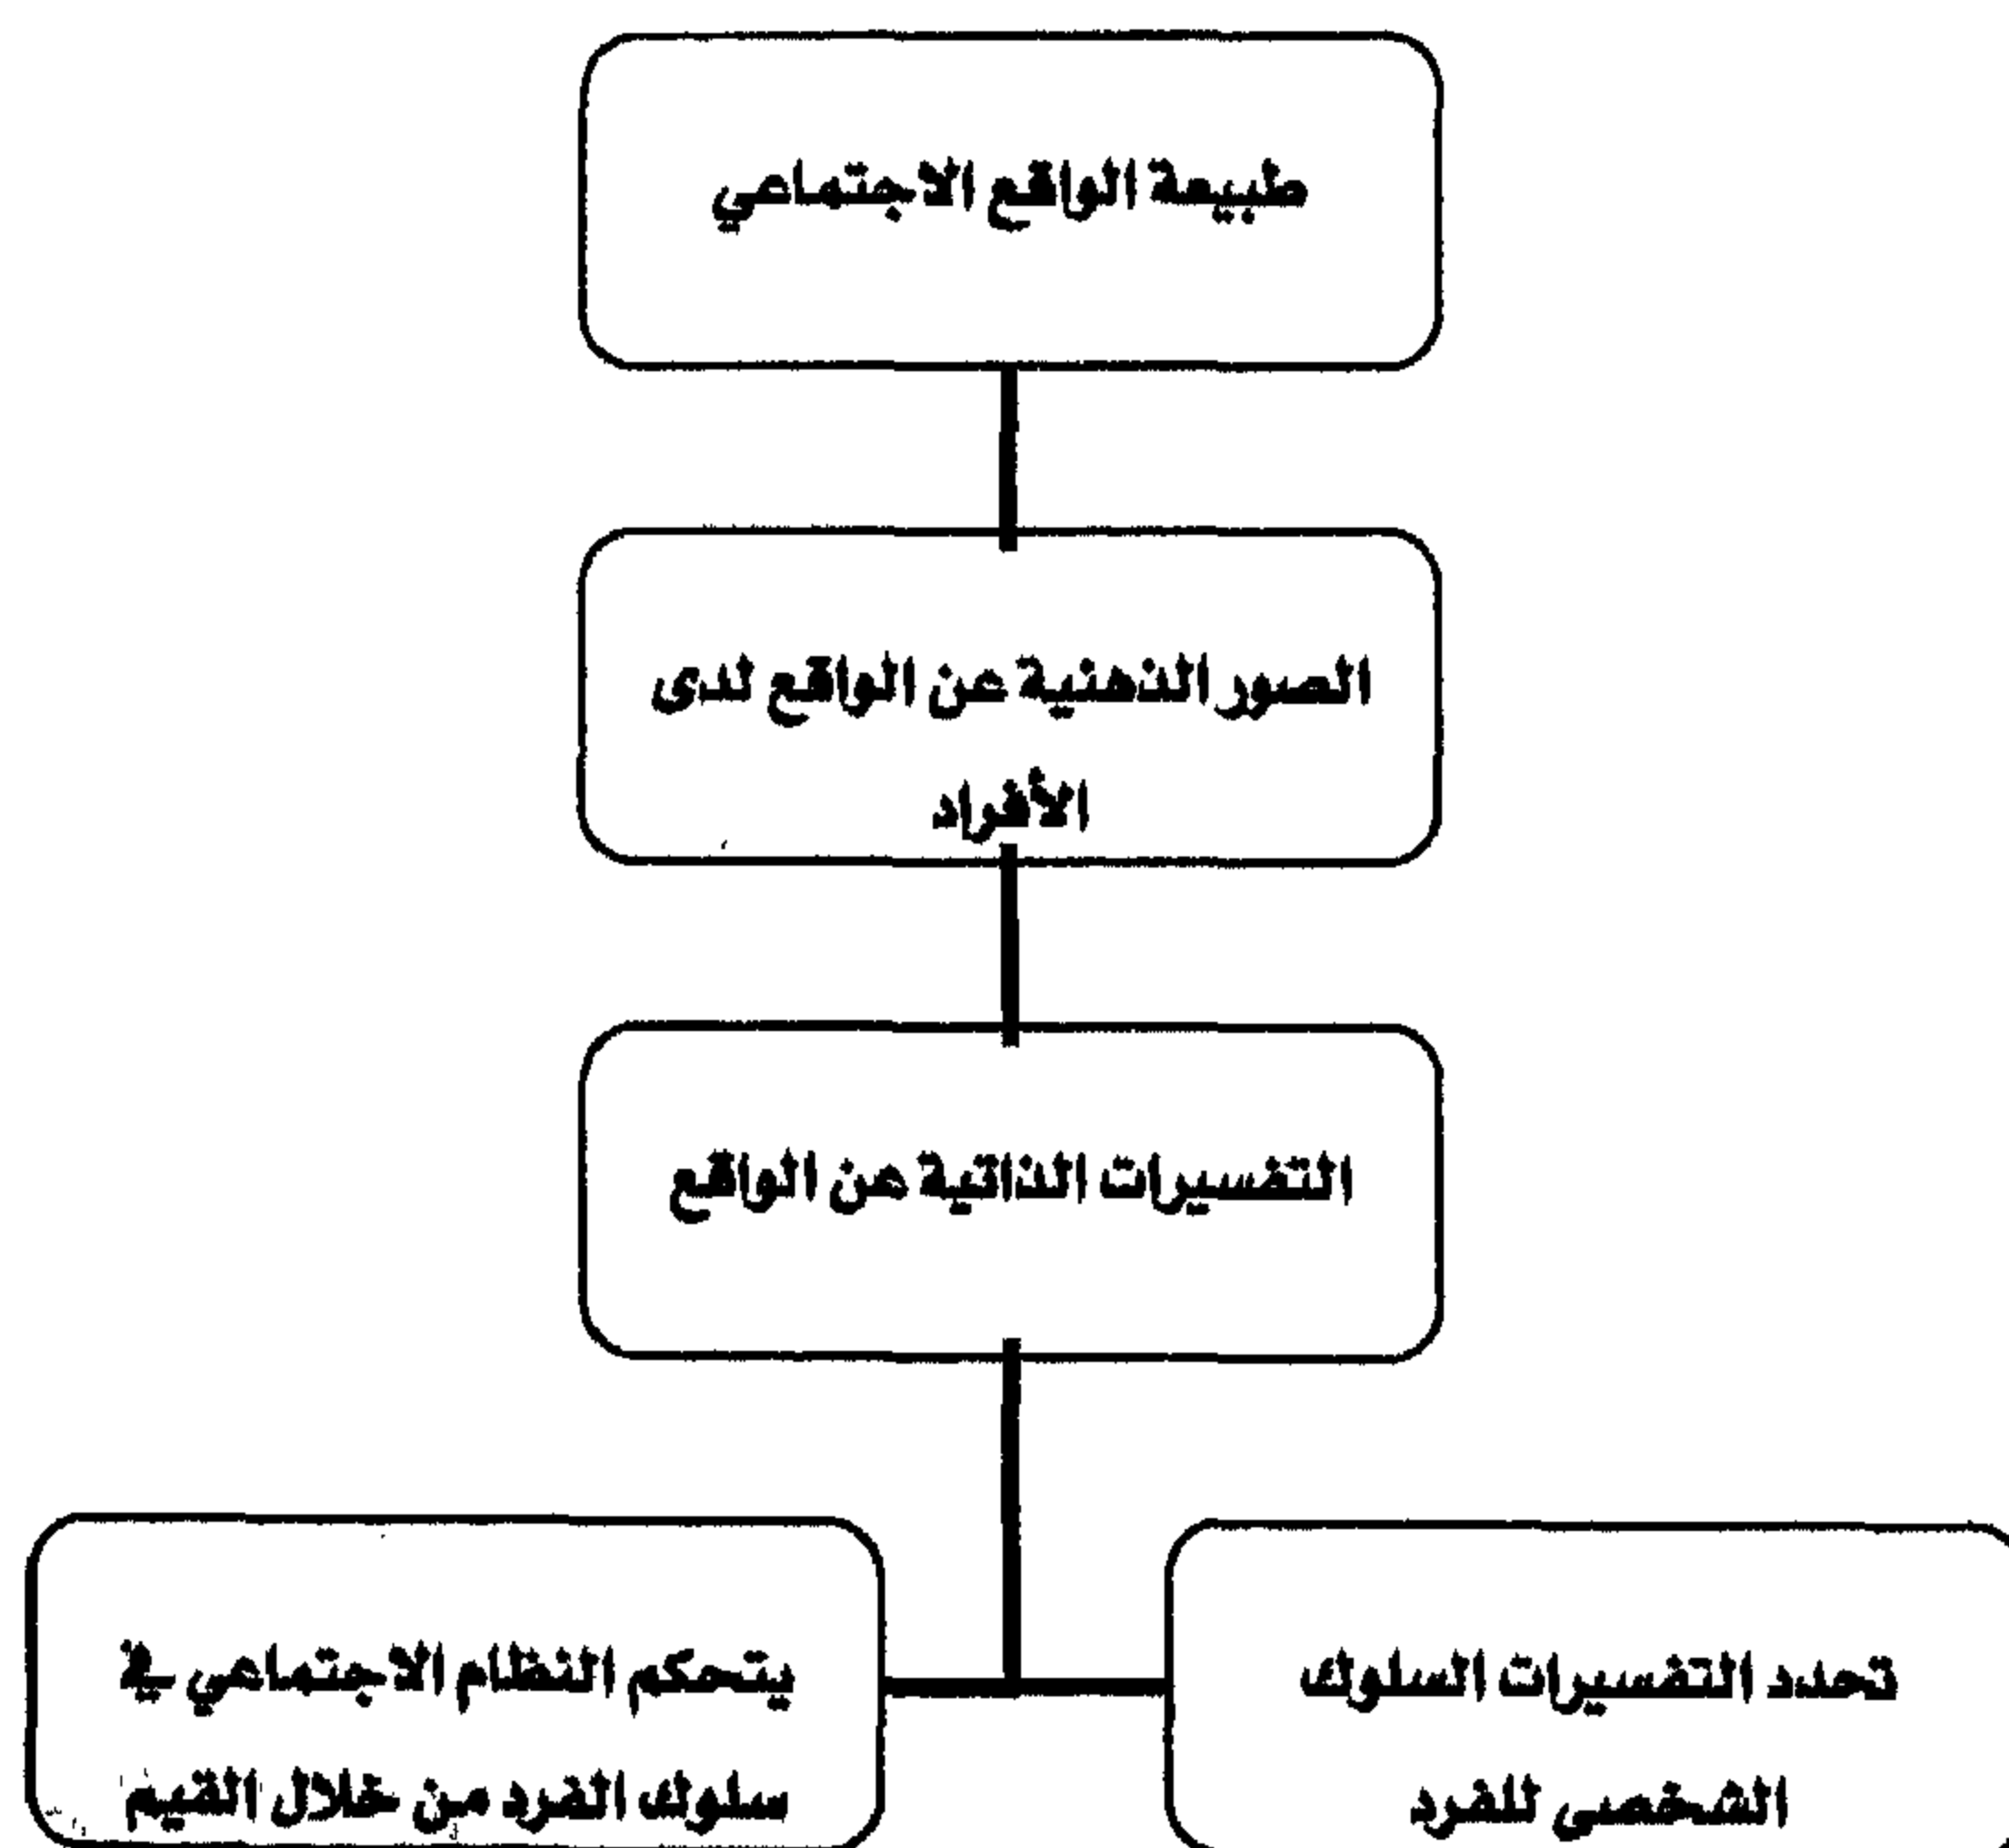 طبيعة الواقع الاجتماعي
الصور الذهنية عن الواقع لدى
الأفراد
التفسيرات الذاتية عن الواقع
تحدد التفسيرات السلوك
الشخصي للفرد
يتحكم النظام الاجتماعي في
سلوك الفرد من خلال القيم